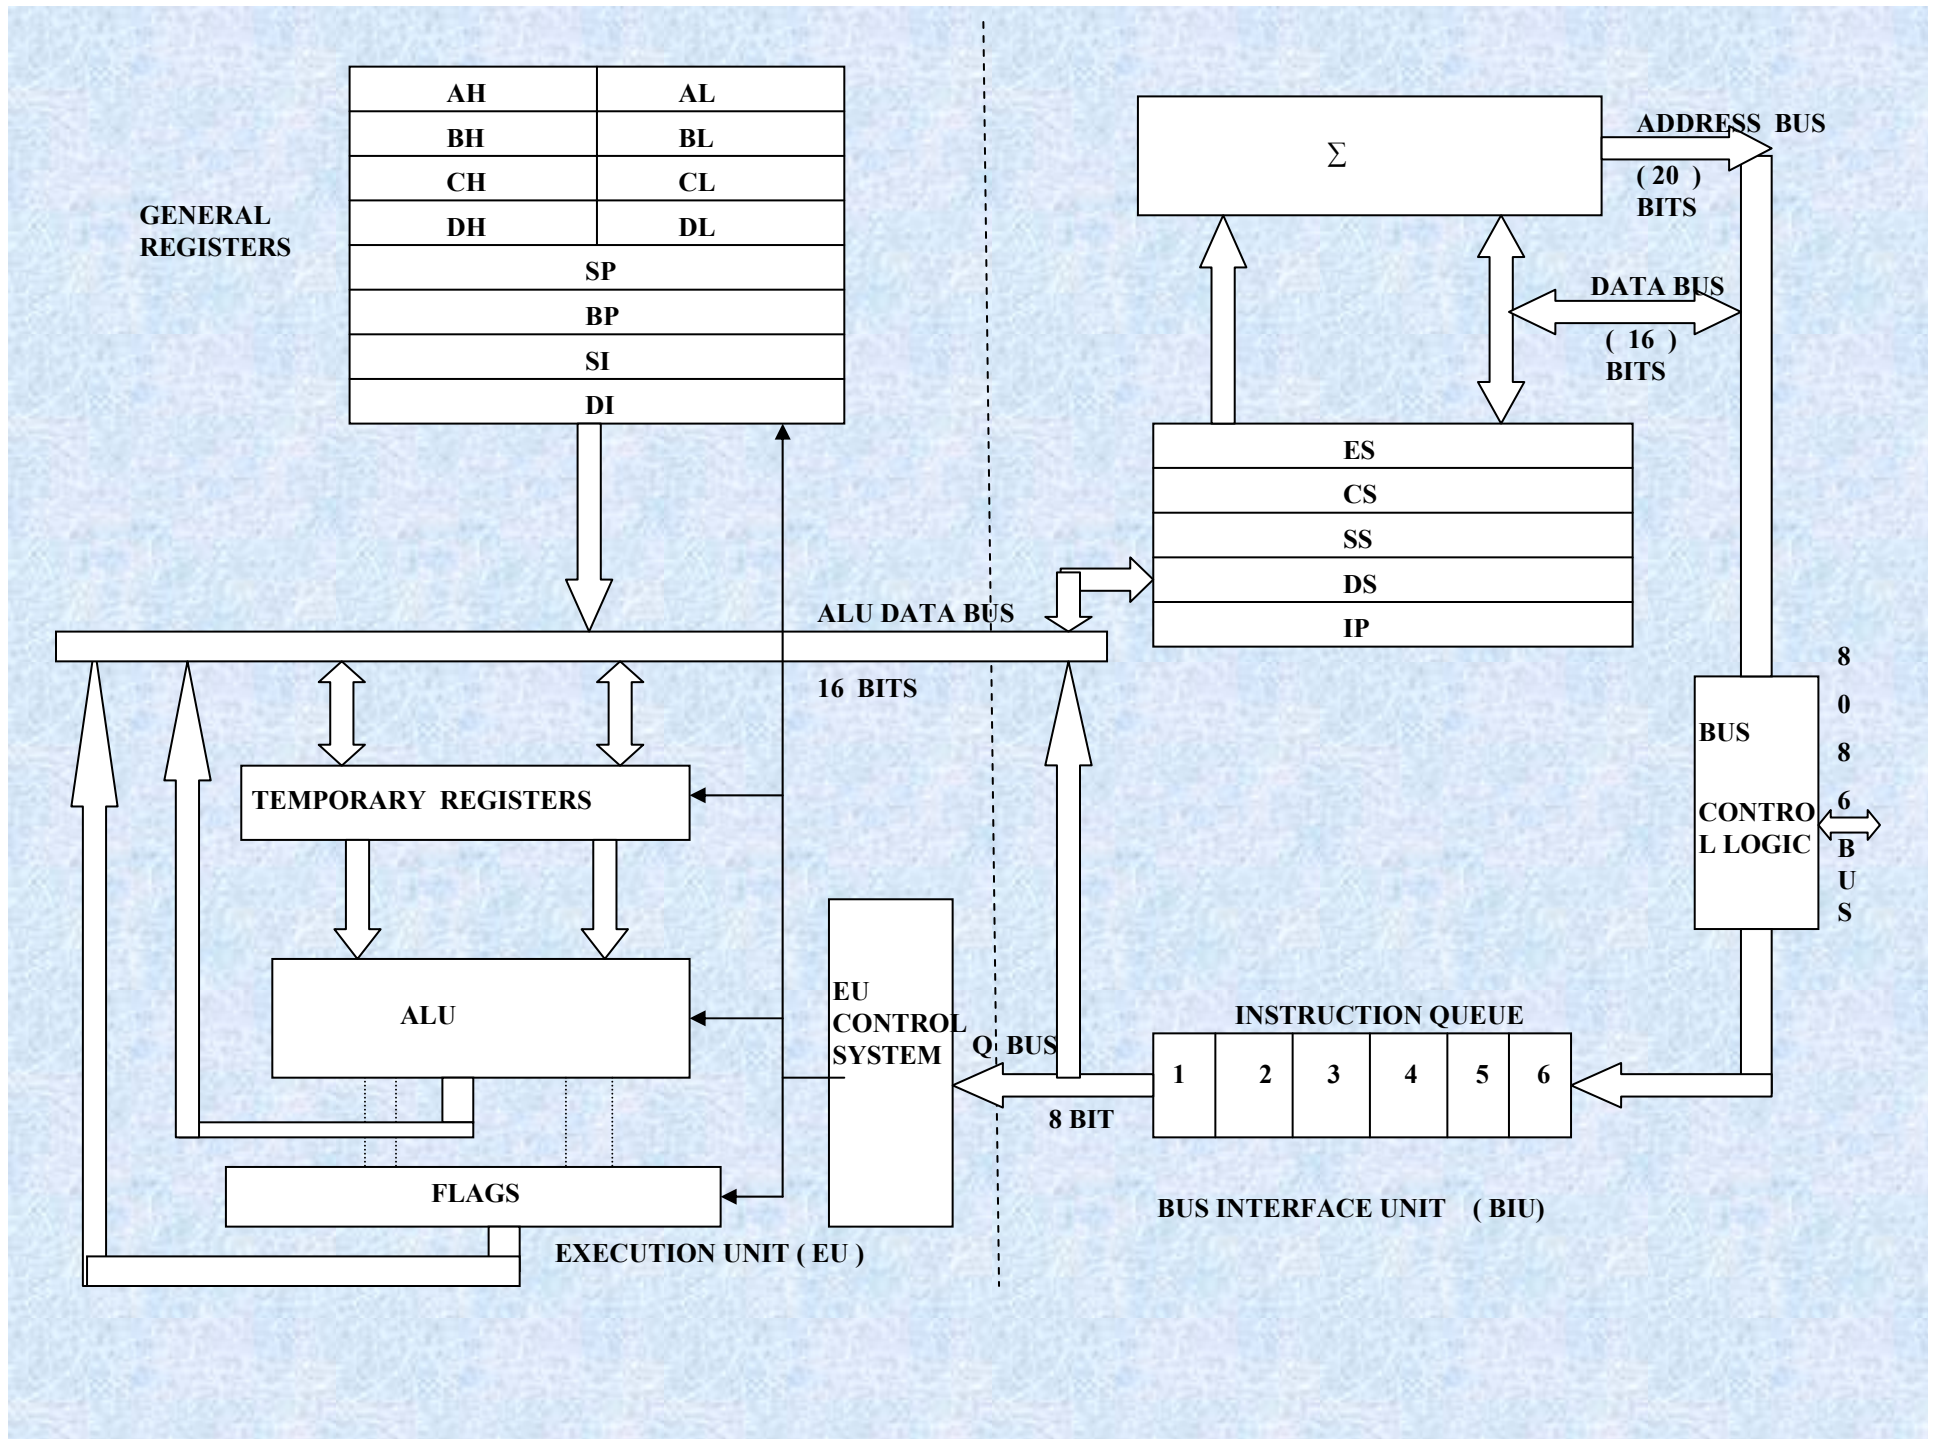 AH AL
BH BL
CH CL
DH DL
SP
BP
SI
DI
GENERAL
REGISTERS
∑
ADDRESS BUS
( 20 )
BITS
DATA BUS
( 16 )
BITS
ES
CS
SS
DS
IP
ALU DATA BUS
16 BITS
TEMPORARY REGISTERS
ALU
FLAGS
EU
CONTROL
SYSTEM
EXECUTION UNIT ( EU )
Q BUS
8 BIT
INSTRUCTION QUEUE
1 2 3 4 5 6
BUS INTERFACE UNIT ( BIU)
BUS
CONTRO
L LOGIC
8
0
8
6
B
U
S